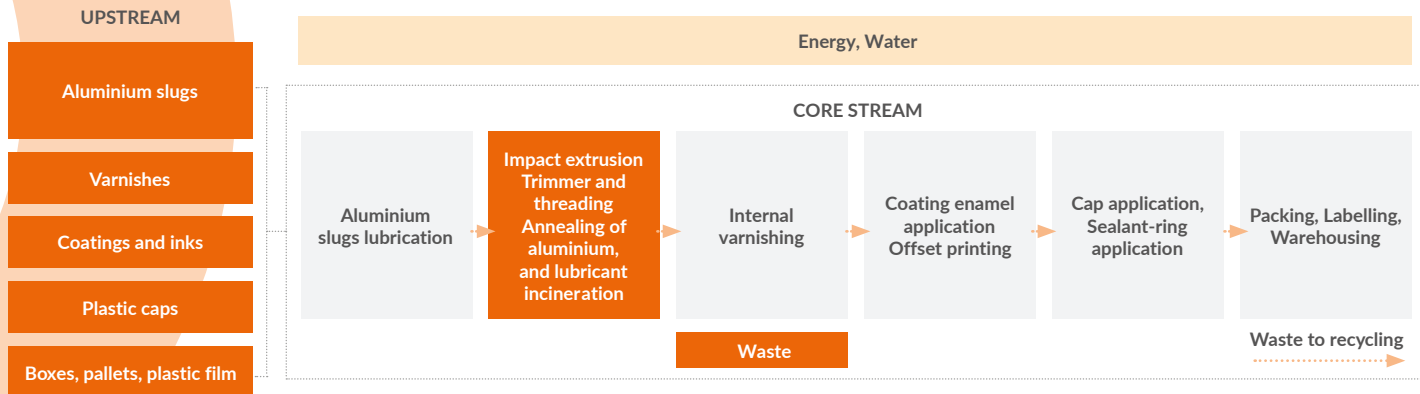 UPSTREAM
Aluminium slugs
Varnishes
Coatings and inks
Plastic caps
Boxes, pallets, plastic film
Energy, Water
CORE STREAM
Aluminium
slugs lubrication
Impact extrusion
Trimmer and
threading
Annealing of
aluminium,
and lubricant
incineration
Internal
varnishing
Coating enamel
application
Offset printing
Cap application,
Sealant-ring
application
Packing, Labelling,
Warehousing
Waste
Waste to recycling